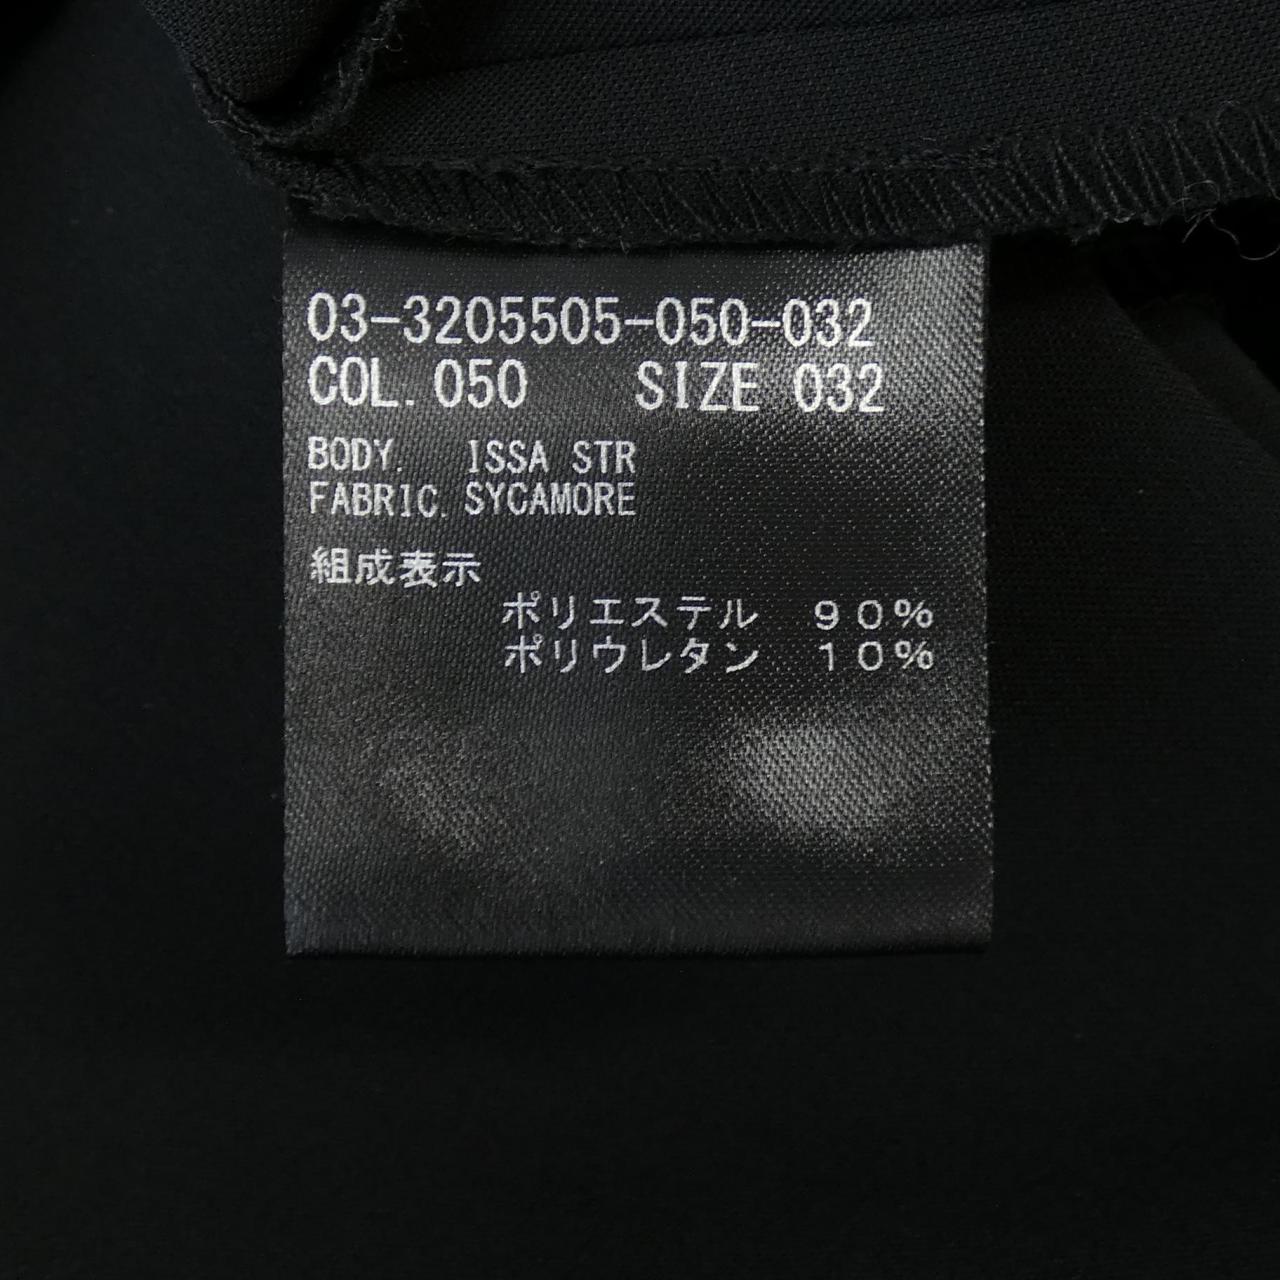 03-3205505-050-032
COL. 050 SIZE 032
BODY. ISSA STR
FABRIC. SYCAMORE
組成表示
ポリエステル　９０％
ポリウレタン　１０％